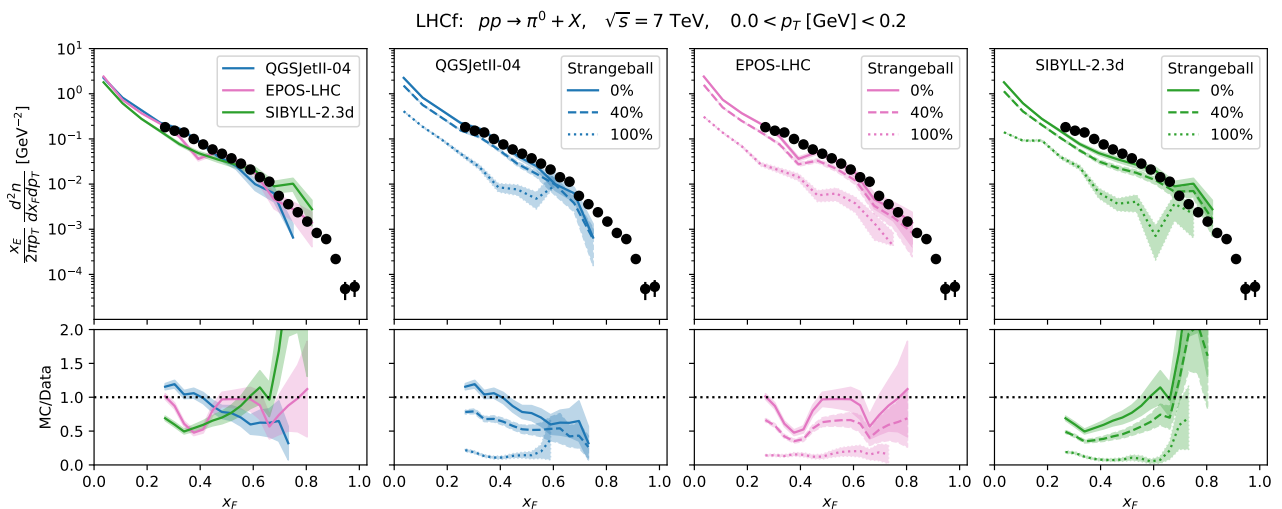 LHCf: pp → π⁰ + X, √s = 7 TeV, 0.0 < p_T [GeV] < 0.2
x_E/2πp_T d²n/dx_Fdp_T [GeV⁻²]
10¹
10⁰
10⁻¹
10⁻²
10⁻³
10⁻⁴
QGSJetII-04
EPOS-LHC
SIBYLL-2.3d
QGSJetII-04
Strangeball
0%
40%
100%
EPOS-LHC
Strangeball
0%
40%
100%
SIBYLL-2.3d
Strangeball
0%
40%
100%
MC/Data
2.0
1.5
1.0
0.5
0.0
0.0 0.2 0.4 0.6 0.8 1.0
x_F
0.0 0.2 0.4 0.6 0.8 1.0
x_F
0.0 0.2 0.4 0.6 0.8 1.0
x_F
0.0 0.2 0.4 0.6 0.8 1.0
x_F